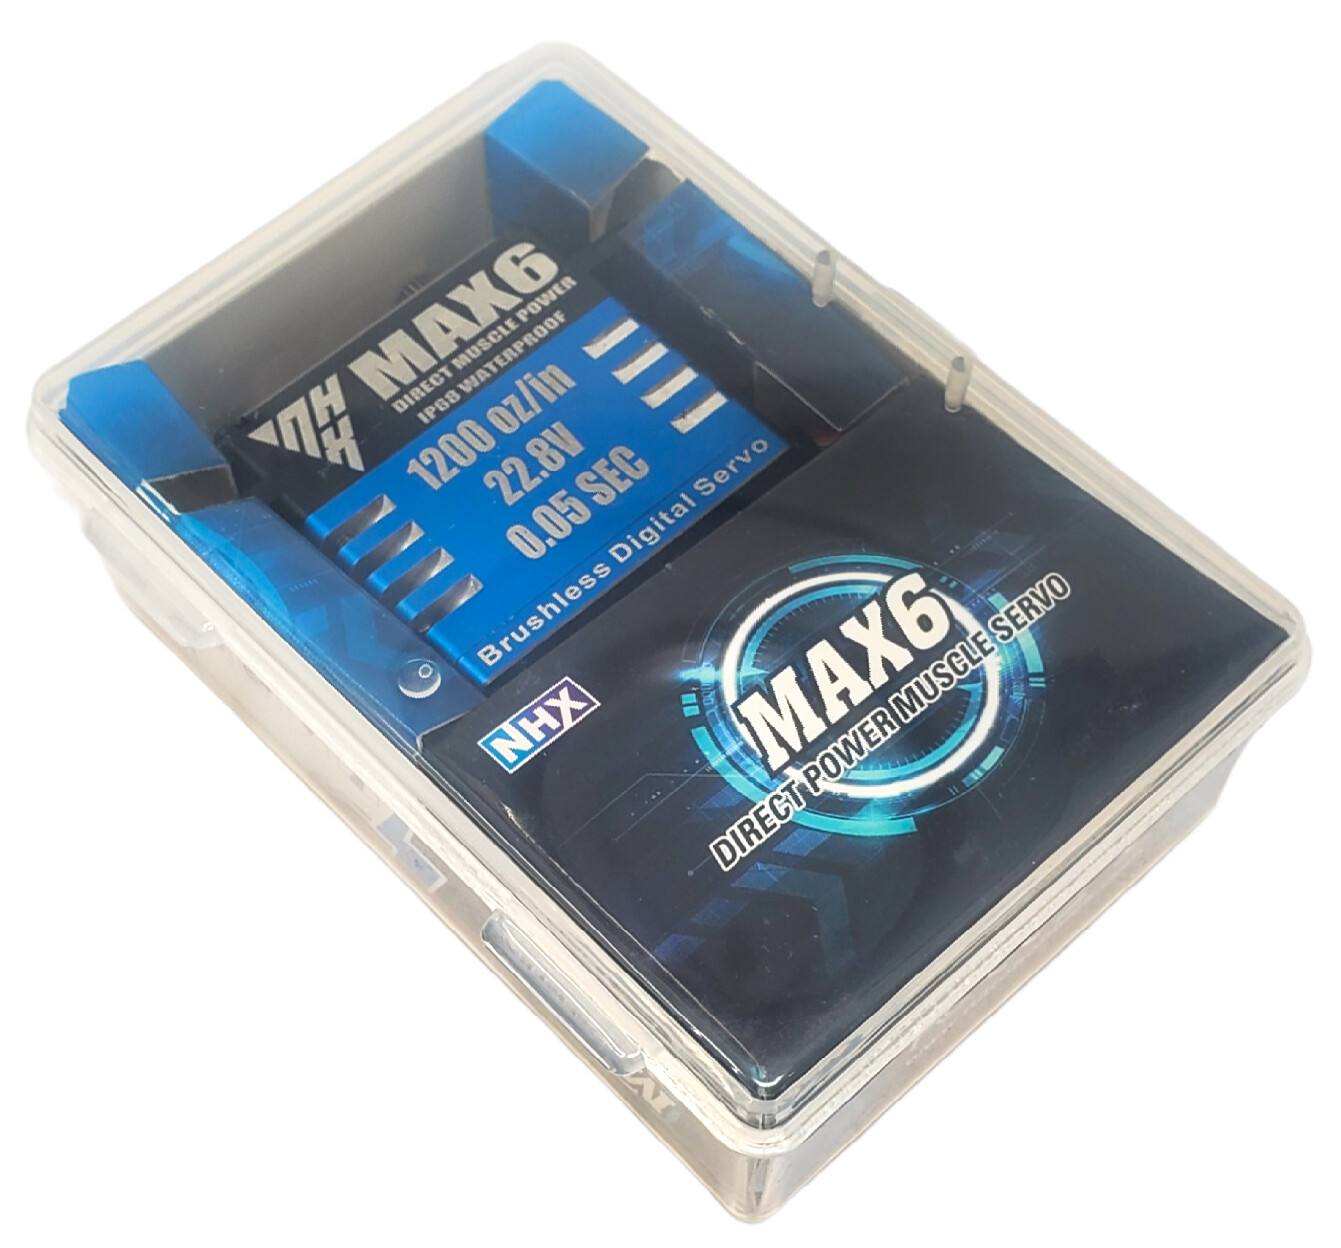 NHX
MAX6
DIRECT MUSCLE POWER
IP68 WATERPROOF
1200 oz/in
22.8V
0.05 SEC
Brushless Digital Servo
NHX
MAX6
DIRECT POWER MUSCLE SERVO